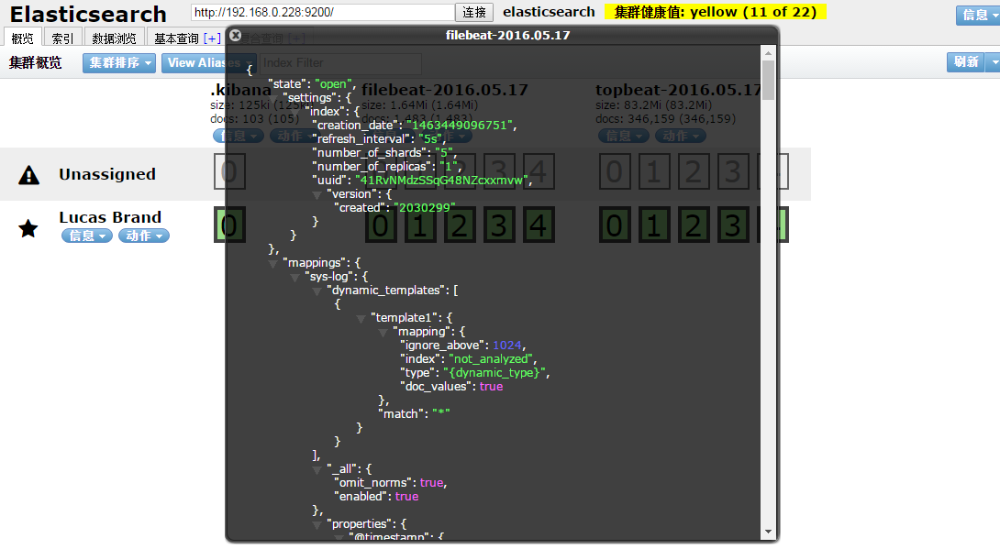 Elasticsearch
http://192.168.0.228:9200/
连接
elasticsearch
集群健康值: yellow (11 of 22)
信息
概览
索引
数据浏览
基本查询 [+]
[+]
集群概览
集群排序
View Aliases
Index Filter
刷新
filebeat-2016.05.17
.kibana
size: 125ki (125ki)
docs: 103 (105)
信息
动作
filebeat-2016.05.17
size: 1.64Mi (1.64Mi)
docs: 1,483 (1,483)
topbeat-2016.05.17
size: 83.2Mi (83.2Mi)
docs: 346,159 (346,159)
信息
动作
Unassigned
0
0 1 2 3 4
0 1 2 3
Lucas Brand
信息
动作
0
0 1 2 3 4
0 1 2 3
{
"state": "open",
"settings": {
"index": {
"creation_date": "1463449096751",
"refresh_interval": "5s",
"number_of_shards": "5",
"number_of_replicas": "1",
"uuid": "41RvNMdzSSqG48NZcxxmvw",
"version": {
"created": "2030299"
}
}
},
"mappings": {
"sys-log": {
"dynamic_templates": [
{
"template1": {
"mapping": {
"ignore_above": 1024,
"index": "not_analyzed",
"type": "{dynamic_type}",
"doc_values": true
},
"match": "*"
}
}
],
"_all": {
"omit_norms": true,
"enabled": true
},
"properties": {
"@timestamp": {